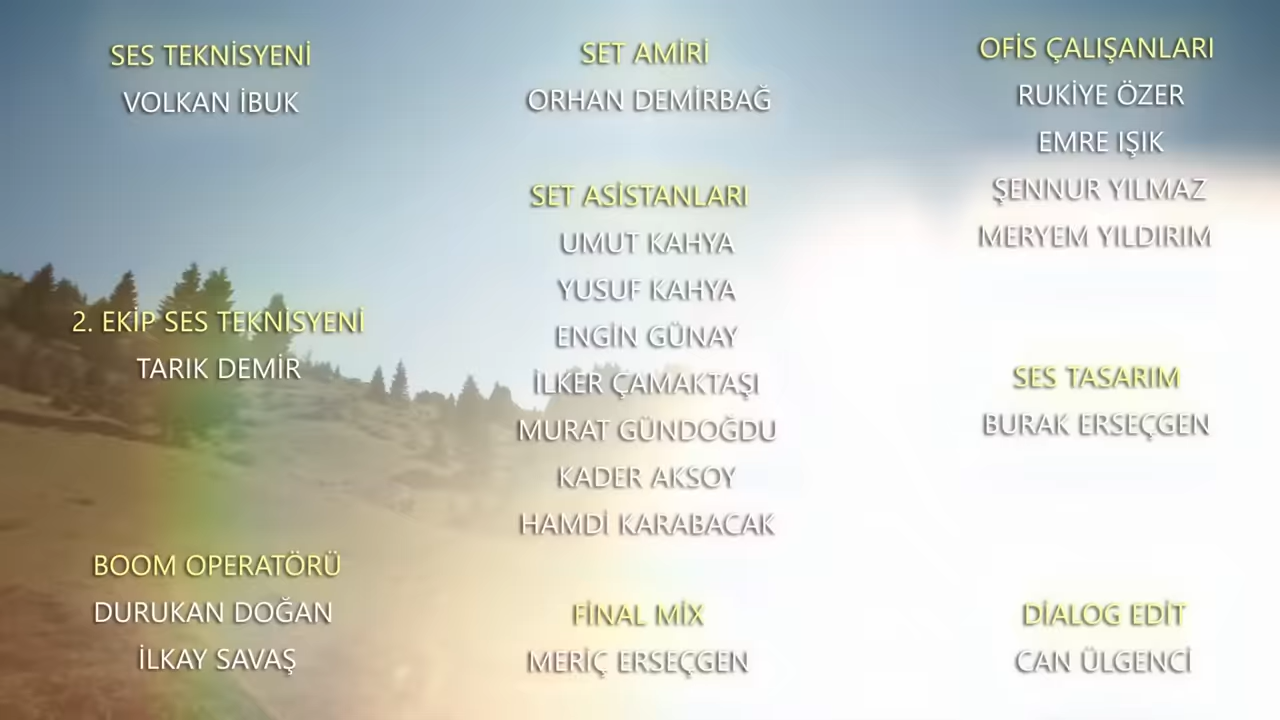 SES TEKNİSYENİ
VOLKAN İBUK
2. EKİP SES TEKNİSYENİ
TARIK DEMİR
BOOM OPERATÖRÜ
DURUKAN DOĞAN
İLKAY SAVAŞ
SET AMİRİ
ORHAN DEMİRBAĞ
SET ASİSTANLARI
UMUT KAHYA
YUSUF KAHYA
ENGİN GÜNAY
İLKER ÇAMAKTAŞI
MURAT GÜNDOĞDU
KADER AKSOY
HAMDİ KARABACAK
FİNAL MİX
MERİÇ ERSEÇGEN
OFİS ÇALIŞANLARI
RUKİYE ÖZER
EMRE IŞIK
ŞENNUR YILMAZ
MERYEM YILDIRIM
SES TASARIM
BURAK ERSEÇGEN
DİALOG EDİT
CAN ÜLGENCİ